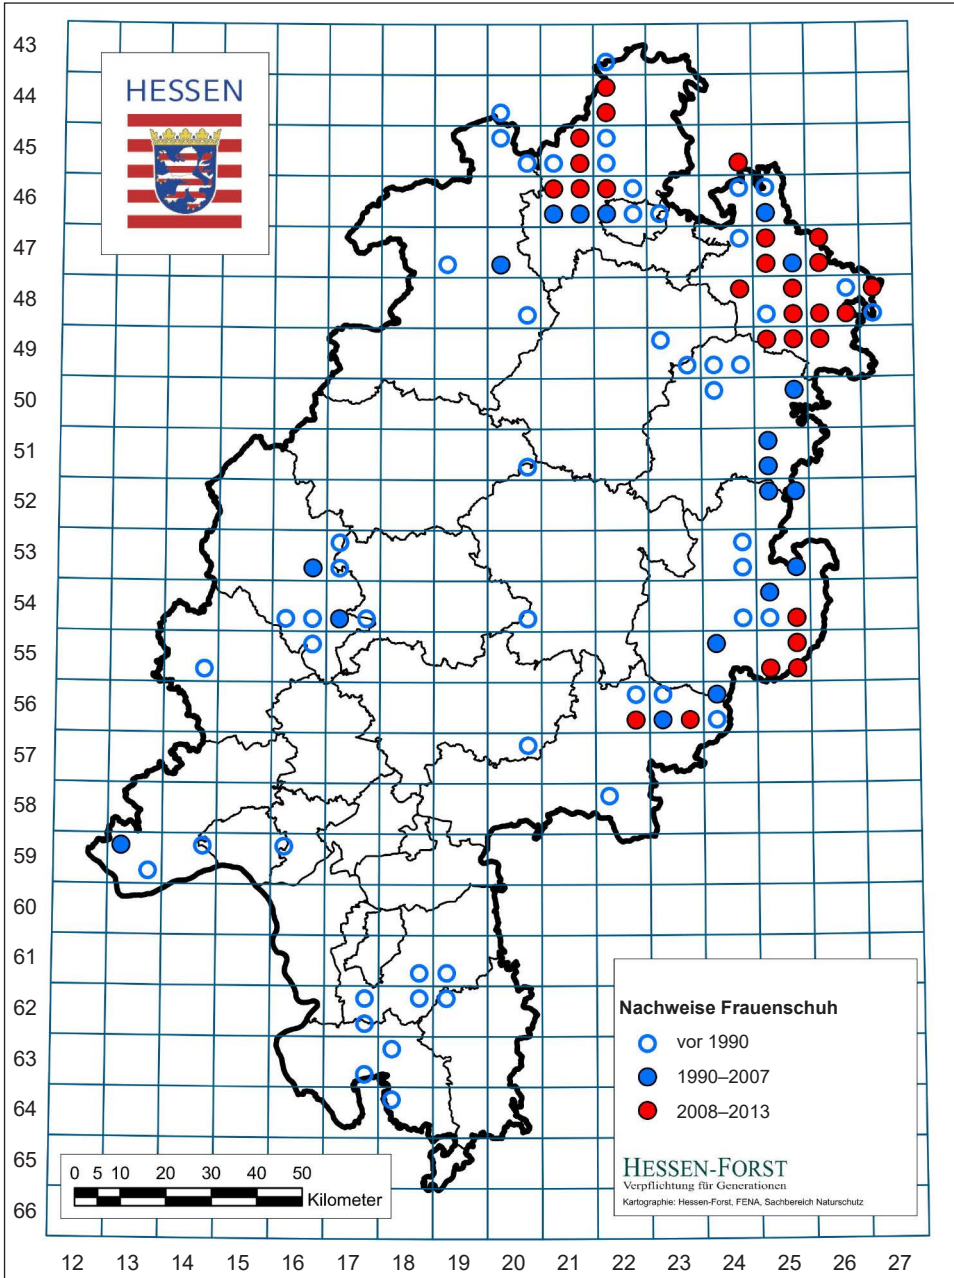 43
HESSEN
44
45
46
47
48
49
50
51
52
53
54
55
56
57
58
59
60
61
62
63
64
65
66
Nachweise Frauenschuh
vor 1990
1990–2007
2008–2013
HESSEN-FORST
Verpflichtung für Generationen
Kartographie: Hessen-Forst, FENA, Sachbereich Naturschutz
0 5 10 20 30 40 50
Kilometer
12 13 14 15 16 17 18 19 20 21 22 23 24 25 26 27